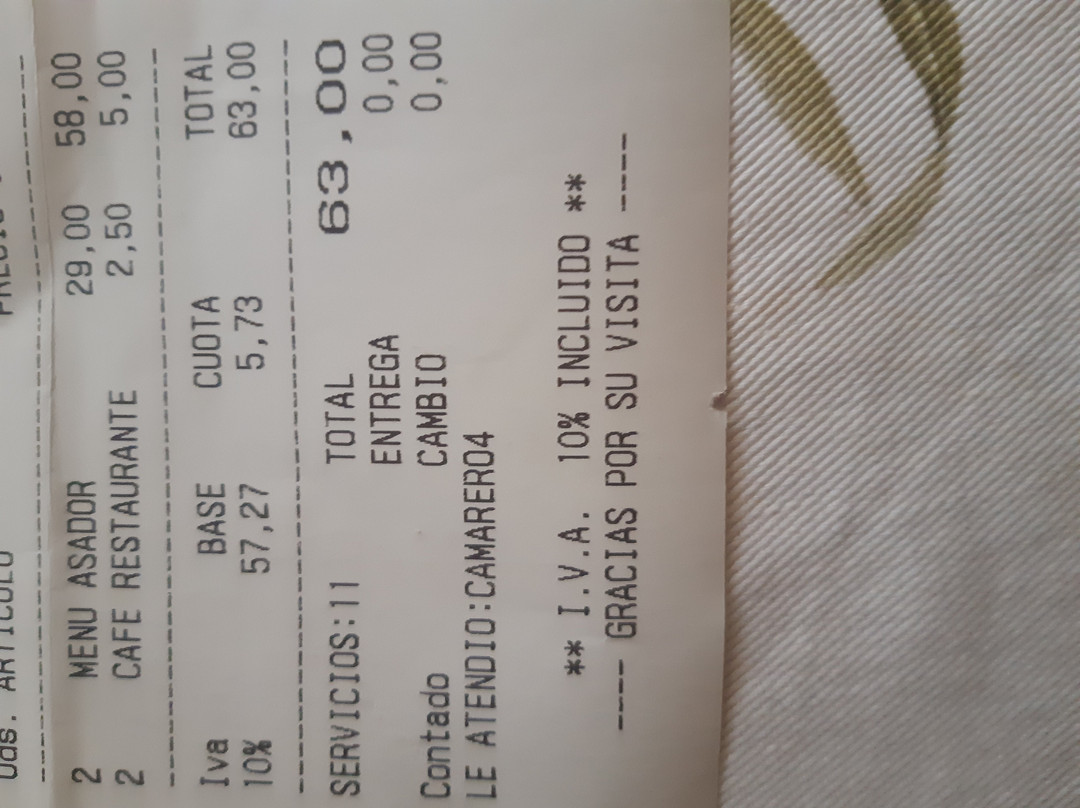 Uds. ARTICULO
2 MENU ASADOR 29,00 58,00
2 CAFE RESTAURANTE 2,50 5,00
Iva BASE CUOTA TOTAL
10% 57,27 5,73 63,00
SERVICIOS:11 TOTAL 63,00
ENTREGA 0,00
Contado CAMBIO 0,00
LE ATENDIO:CAMARERO4
** I.V.A. 10% INCLUIDO **
---- GRACIAS POR SU VISITA ----